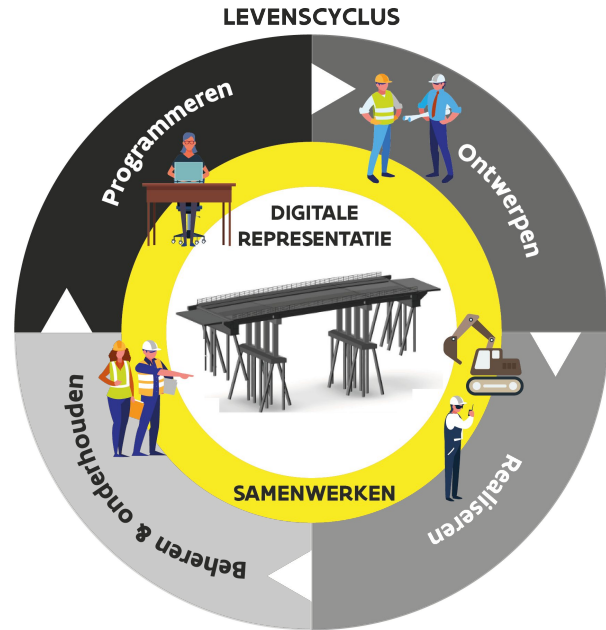 LEVENSCYCLUS
Programmeren
Ontwerpen
DIGITALE
REPRESENTATIE
Beheren & onderhouden
SAMENWERKEN
Realiseren